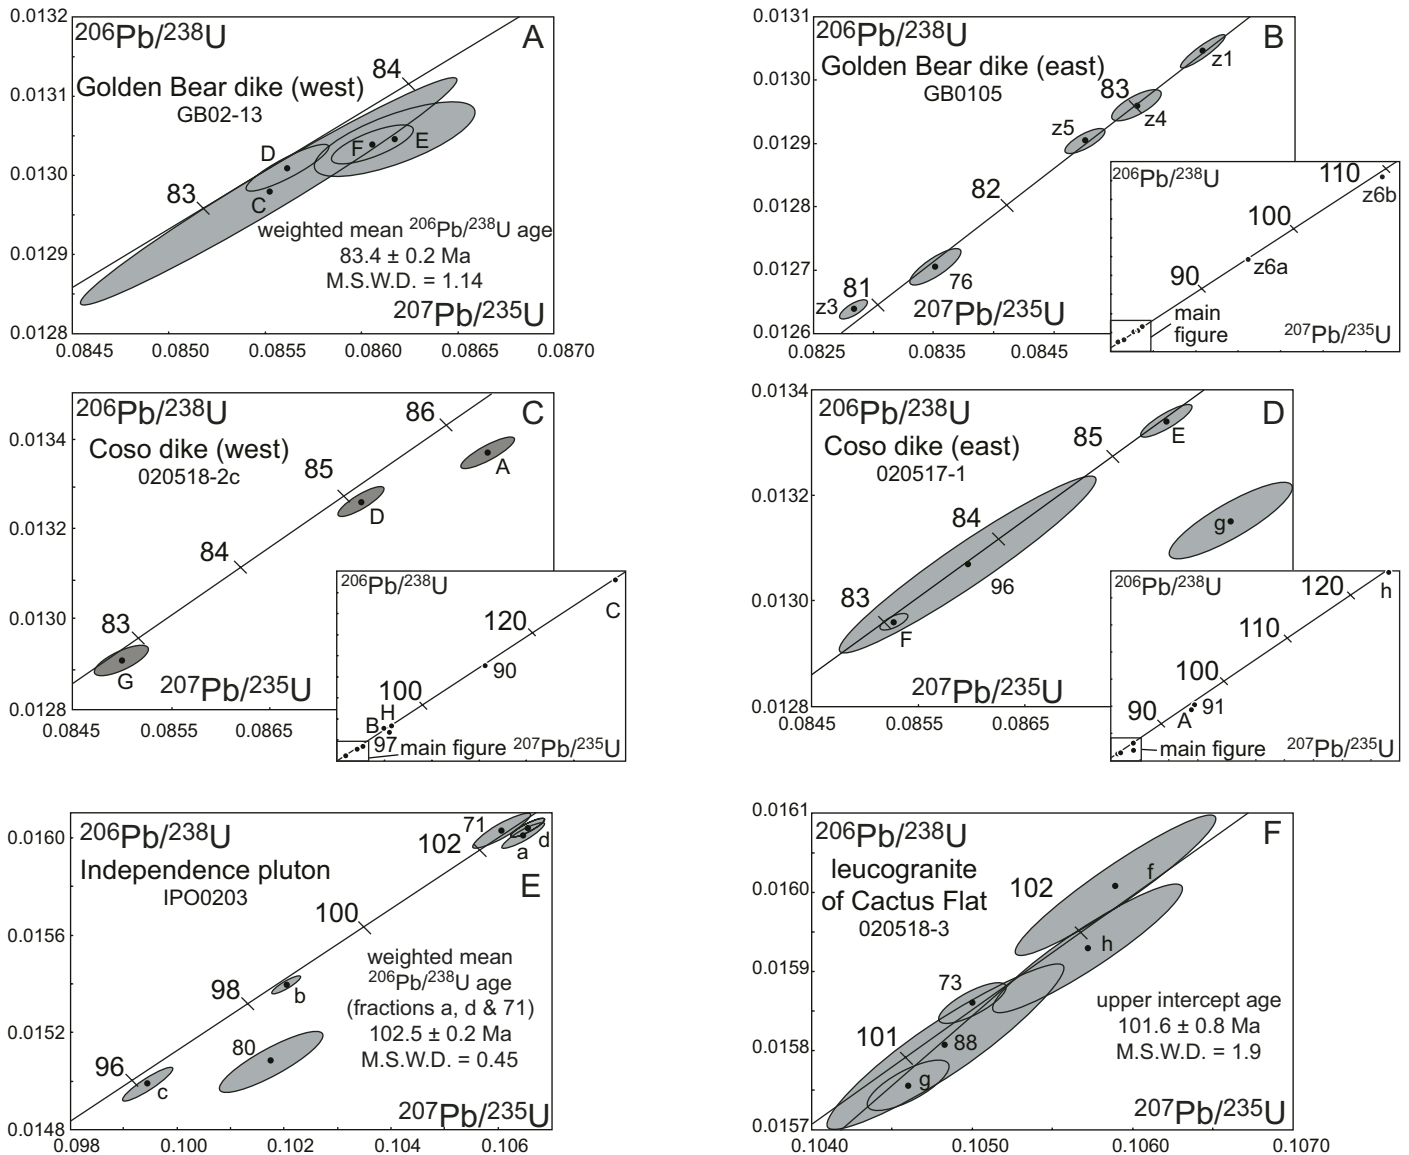 0.0132
0.0131
0.0130
0.0129
0.0128
0.0845
0.0850
0.0855
0.0860
0.0865
0.0870
206Pb/238U
A
Golden Bear dike (west)
GB02-13
84
83
D
C
F
E
weighted mean 206Pb/238U age
83.4 ± 0.2 Ma
M.S.W.D. = 1.14
207Pb/235U
0.0131
0.0130
0.0129
0.0128
0.0127
0.0126
0.0825
0.0835
0.0845
206Pb/238U
B
Golden Bear dike (east)
GB0105
z1
83
z4
z5
82
76
81
z3
207Pb/235U
206Pb/238U
110
z6b
100
z6a
90
main
figure
207Pb/235U
0.0134
0.0132
0.0130
0.0128
0.0845
0.0855
0.0865
206Pb/238U
C
Coso dike (west)
020518-2c
86
A
85
D
84
83
G
207Pb/235U
206Pb/238U
C
120
90
100
H
B
97
main figure
207Pb/235U
0.0134
0.0132
0.0130
0.0128
0.0845
0.0855
0.0865
206Pb/238U
D
Coso dike (east)
020517-1
E
85
g
84
96
83
F
207Pb/235U
206Pb/238U
120
h
110
100
91
90
A
main figure
207Pb/235U
0.0160
0.0156
0.0152
0.0148
0.098
0.100
0.102
0.104
0.106
206Pb/238U
Independence pluton
IPO0203
E
71
102
a
d
100
98
b
96
80
c
weighted mean
206Pb/238U age
(fractions a, d & 71)
102.5 ± 0.2 Ma
M.S.W.D. = 0.45
207Pb/235U
0.0161
0.0160
0.0159
0.0158
0.0157
0.1040
0.1050
0.1060
0.1070
206Pb/238U
F
leucogranite
of Cactus Flat
020518-3
102
f
h
73
101
88
g
upper intercept age
101.6 ± 0.8 Ma
M.S.W.D. = 1.9
207Pb/235U